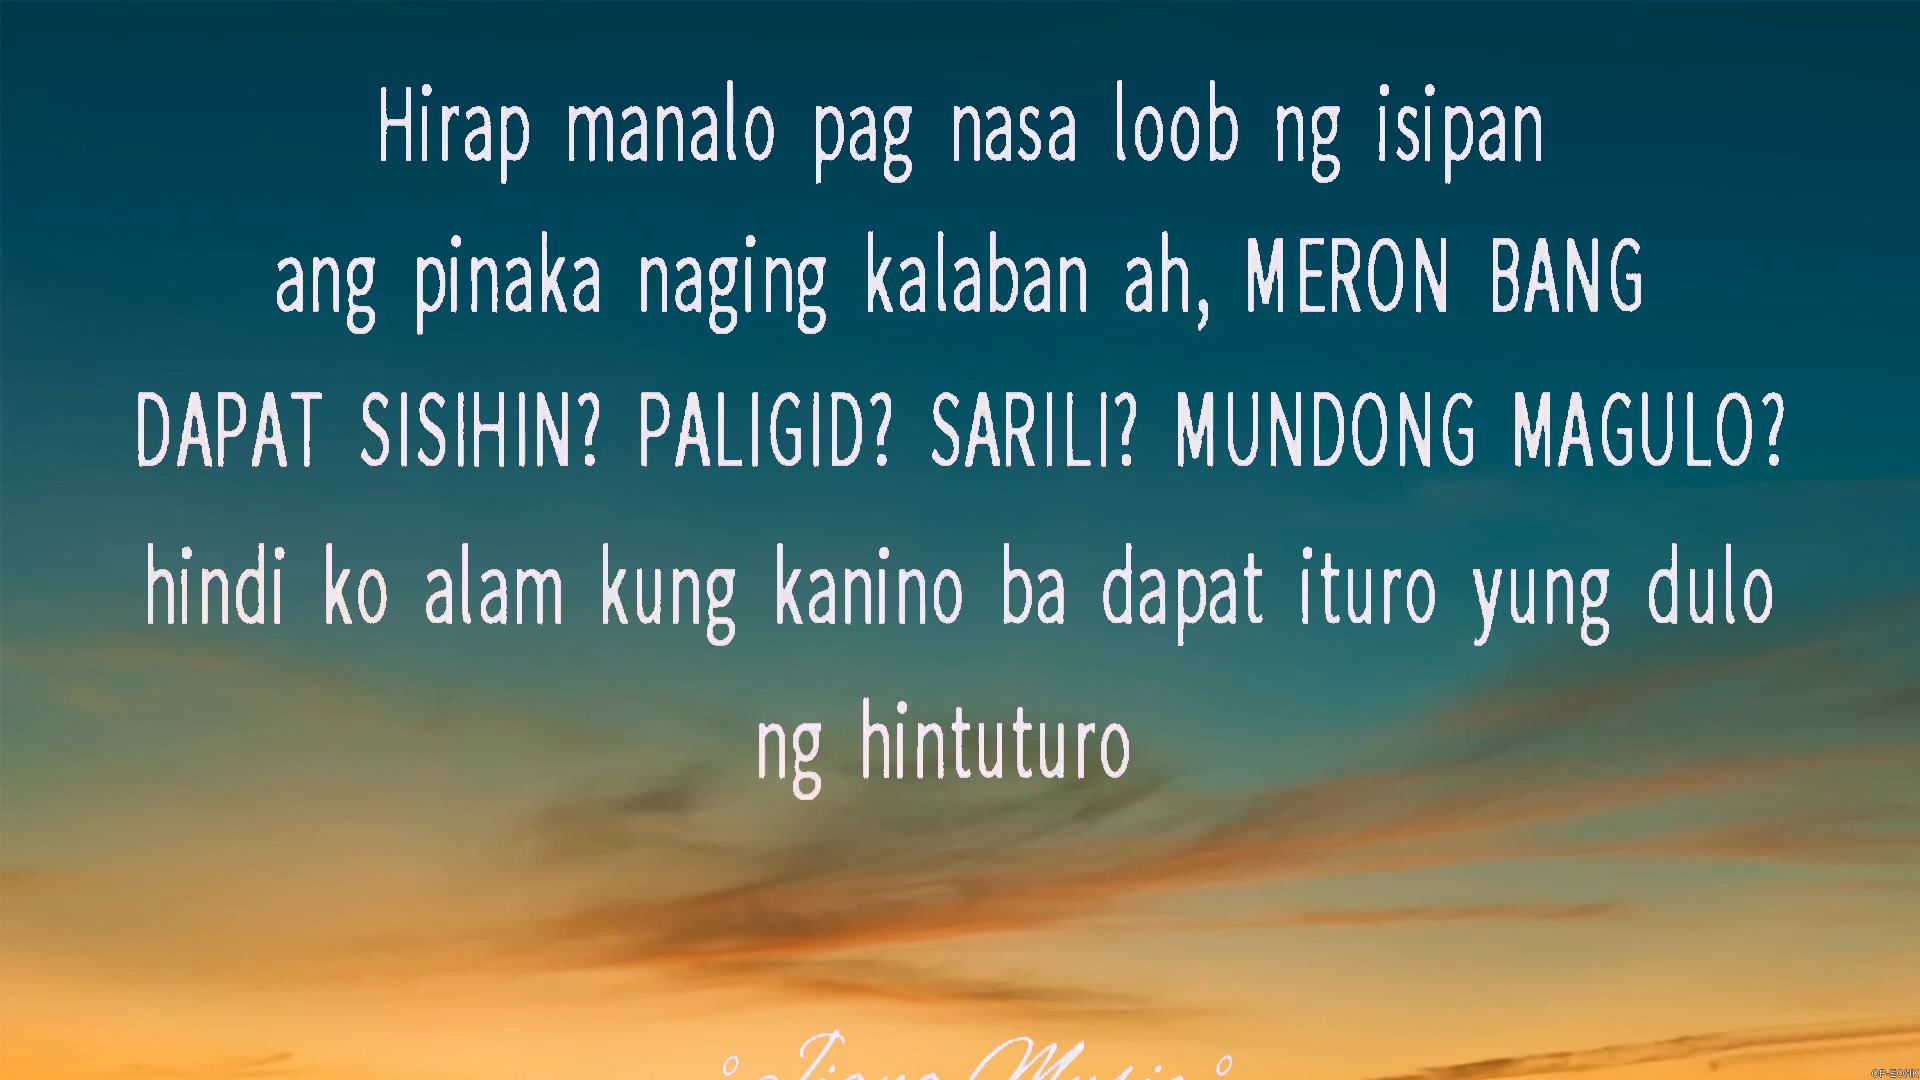 Hirap manalo pag nasa loob ng isipan
ang pinaka naging kalaban ah, MERON BANG
DAPAT SISIHIN? PALIGID? SARILI? MUNDONG MAGULO?
hindi ko alam kung kanino ba dapat ituro yung dulo
ng hintuturo
Music